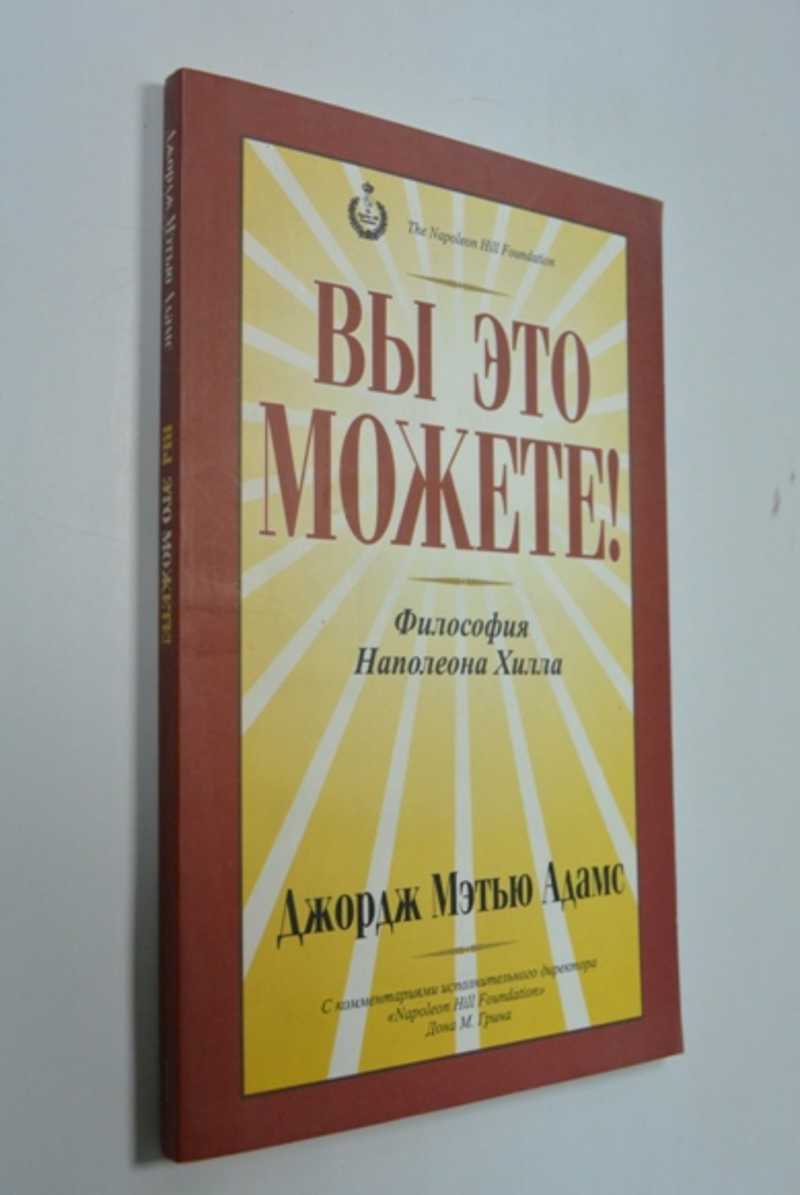 Джордж Мэтью Адамс ВЫ ЭТО МОЖЕТЕ!
The Napoleon Hill Foundation
ВЫ ЭТО
МОЖЕТЕ!
Философия
Наполеона Хилла
Джордж Мэтью Адамс
С комментариями исполнительного директора
«Napoleon Hill Foundation»
Дона М. Грина